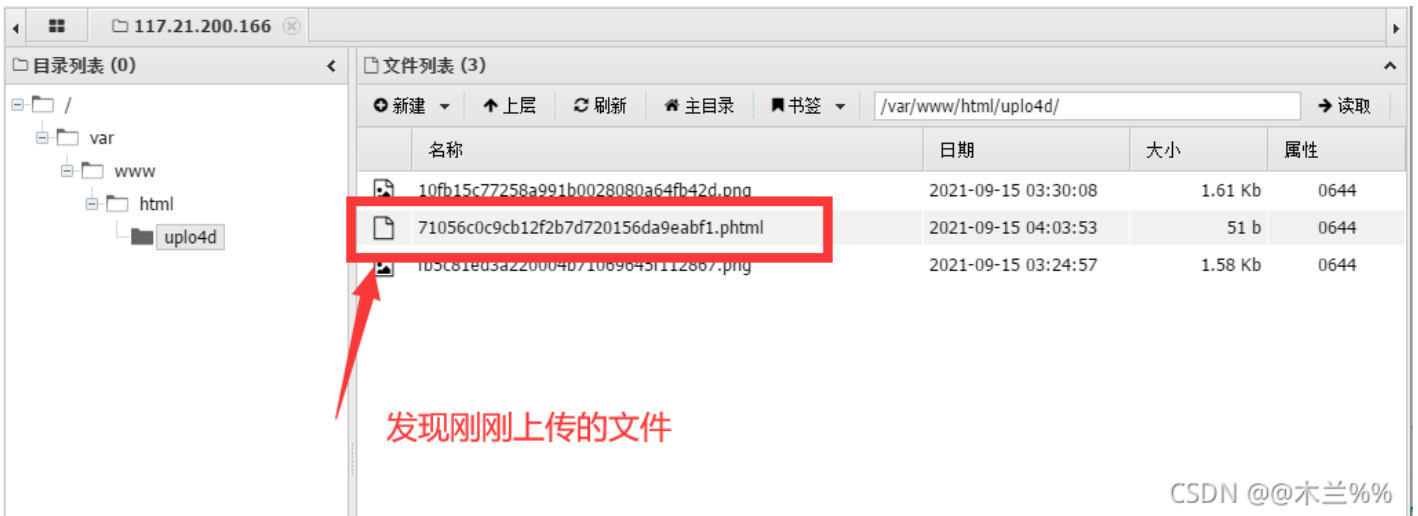 117.21.200.166
目录列表 (0)
文件列表 (3)
新建 上层 刷新 主目录 书签 /var/www/html/uplo4d/ 读取
/
var
www
html
uplo4d
名称 日期 大小 属性
10fb15c77258a991b0028080a64fb42d.png 2021-09-15 03:30:08 1.61 Kb 0644
71056c0c9cb12f2b7d720156da9eabf1.phtml 2021-09-15 04:03:53 51 b 0644
fb5c81ed3a220004b71069645f112867.png 2021-09-15 03:24:57 1.58 Kb 0644
发现刚刚上传的文件
CSDN @@木兰%%